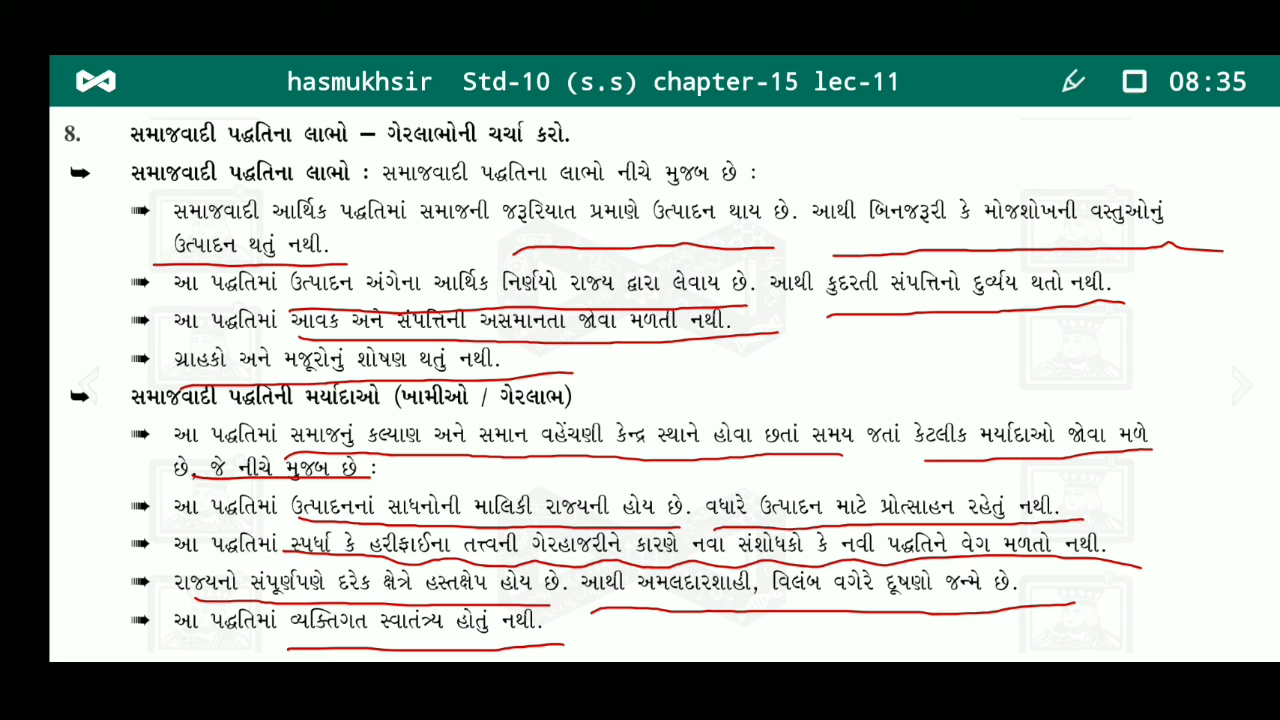 hasmukhsir Std-10 (s.s) chapter-15 lec-11 08:35
8. સમાજવાદી પદ્ધતિના લાભો – ગેરલાભોની ચર્ચા કરો.
➥ સમાજવાદી પદ્ધતિના લાભો : સમાજવાદી પદ્ધતિના લાભો નીચે મુજબ છે :
➠ સમાજવાદી આર્થિક પદ્ધતિમાં સમાજની જરૂરિયાત પ્રમાણે ઉત્પાદન થાય છે. આથી બિનજરૂરી કે મોજશોખની વસ્તુઓનું
ઉત્પાદન થતું નથી.
➠ આ પદ્ધતિમાં ઉત્પાદન અંગેના આર્થિક નિર્ણયો રાજ્ય દ્વારા લેવાય છે. આથી કુદરતી સંપત્તિનો દુર્વ્યય થતો નથી.
➠ આ પદ્ધતિમાં આવક અને સંપત્તિની અસમાનતા જોવા મળતી નથી.
➠ ગ્રાહકો અને મજૂરોનું શોષણ થતું નથી.
➥ સમાજવાદી પદ્ધતિની મર્યાદાઓ (ખામીઓ / ગેરલાભ)
➠ આ પદ્ધતિમાં સમાજનું કલ્યાણ અને સમાન વહેંચણી કેન્દ્ર સ્થાને હોવા છતાં સમય જતાં કેટલીક મર્યાદાઓ જોવા મળે
છે, જે નીચે મુજબ છે :
➠ આ પદ્ધતિમાં ઉત્પાદનનાં સાધનોની માલિકી રાજ્યની હોય છે. વધારે ઉત્પાદન માટે પ્રોત્સાહન રહેતું નથી.
➠ આ પદ્ધતિમાં સ્પર્ધા કે હરીફાઈના તત્ત્વની ગેરહાજરીને કારણે નવા સંશોધકો કે નવી પદ્ધતિને વેગ મળતો નથી.
➠ રાજ્યનો સંપૂર્ણપણે દરેક ક્ષેત્રે હસ્તક્ષેપ હોય છે. આથી અમલદારશાહી, વિલંબ વગેરે દૂષણો જન્મે છે.
➠ આ પદ્ધતિમાં વ્યક્તિગત સ્વાતંત્ર્ય હોતું નથી.